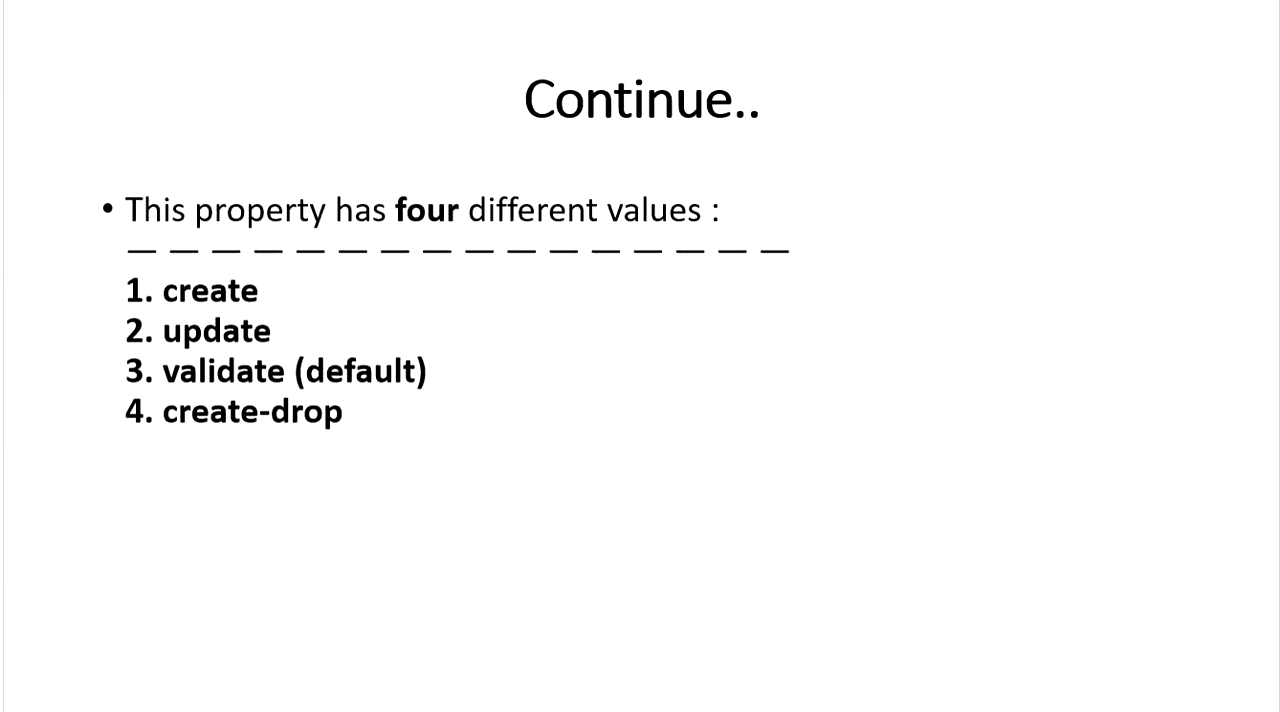 Continue..
• This property has four different values :
— — — — — — — — — — — — — — — —
1. create
2. update
3. validate (default)
4. create-drop